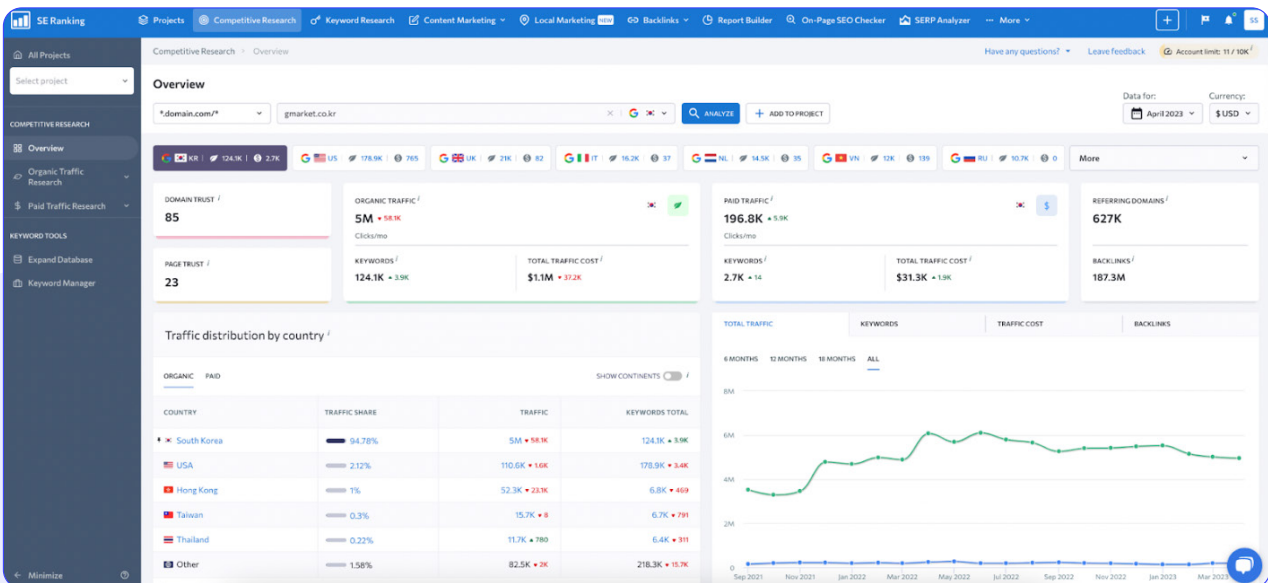 SE Ranking
Projects
Competitive Research
Keyword Research
Content Marketing
Local Marketing NEW
Backlinks
Report Builder
On-Page SEO Checker
SERP Analyzer
More
SS
All Projects
Select project
COMPETITIVE RESEARCH
Overview
Organic Traffic Research
Paid Traffic Research
KEYWORD TOOLS
Expand Database
Keyword Manager
Minimize
Competitive Research > Overview
Have any questions?
Leave feedback
Account limit: 11 / 10K
Overview
Data for:
Currency:
*.domain.com/*
gmarket.co.kr
ANALYZE
ADD TO PROJECT
April 2023
$ USD
KR 124.1K 2.7K
US 178.9K 765
UK 21K 82
IT 16.2K 37
NL 14.5K 35
VN 12K 139
RU 10.7K 0
More
DOMAIN TRUST
85
PAGE TRUST
23
ORGANIC TRAFFIC
5M 58.1K
Clicks/mo
KEYWORDS
124.1K 3.9K
TOTAL TRAFFIC COST
$1.1M 37.2K
PAID TRAFFIC
196.8K 5.9K
Clicks/mo
KEYWORDS
2.7K 14
TOTAL TRAFFIC COST
$31.3K 1.9K
REFERRING DOMAINS
627K
BACKLINKS
187.3M
Traffic distribution by country
ORGANIC PAID
SHOW CONTINENTS
COUNTRY TRAFFIC SHARE TRAFFIC KEYWORDS TOTAL
South Korea 94.78% 5M 58.1K 124.1K 3.9K
USA 2.12% 110.6K 1.6K 178.9K 3.4K
Hong Kong 1% 52.3K 23.1K 6.8K 469
Taiwan 0.3% 15.7K 8 6.7K 791
Thailand 0.22% 11.7K 780 6.4K 311
Other 1.58% 82.5K 2K 218.3K 15.7K
TOTAL TRAFFIC KEYWORDS TRAFFIC COST BACKLINKS
6 MONTHS 12 MONTHS 18 MONTHS ALL
8M
6M
4M
2M
0
Sep 2021 Nov 2021 Jan 2022 Mar 2022 May 2022 Jul 2022 Sep 2022 Nov 2022 Jan 2023 Mar